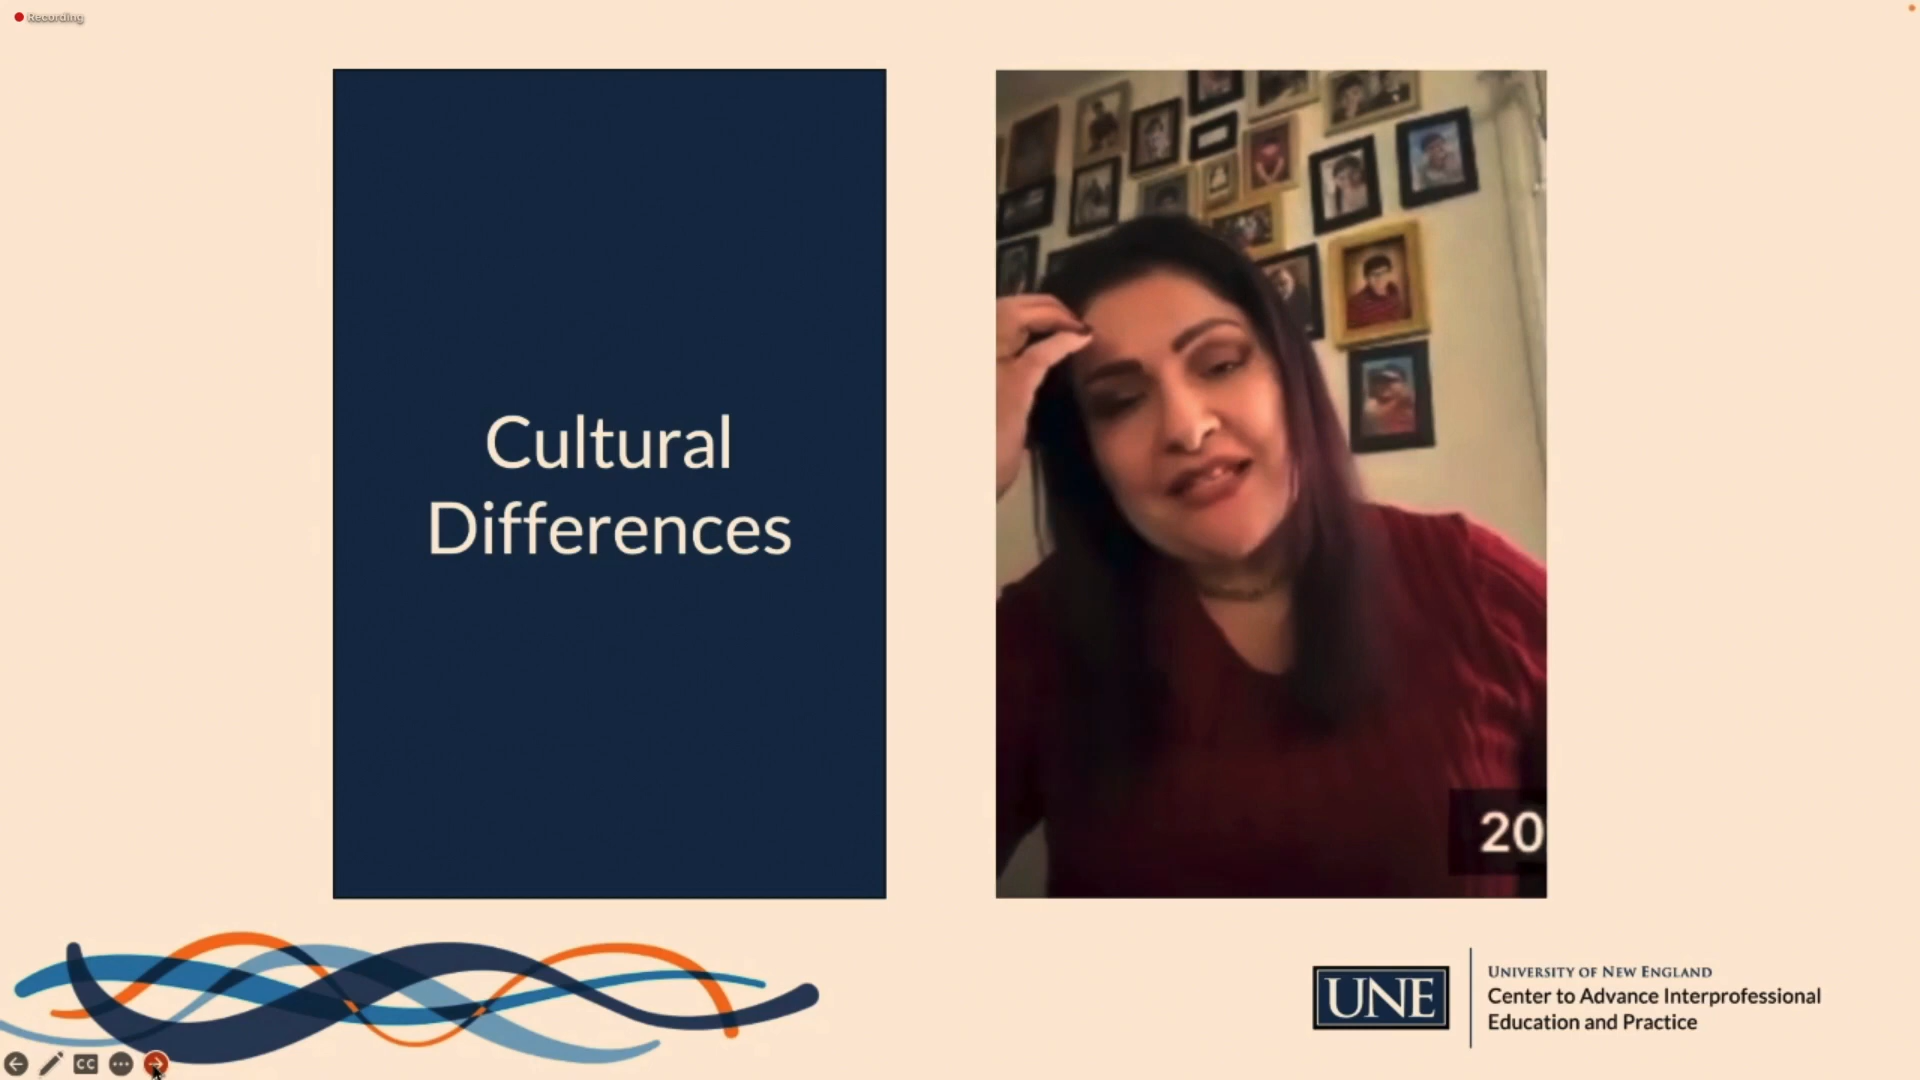 Recording
Cultural
Differences
20
UNE
UNIVERSITY OF NEW ENGLAND
Center to Advance Interprofessional
Education and Practice
CC